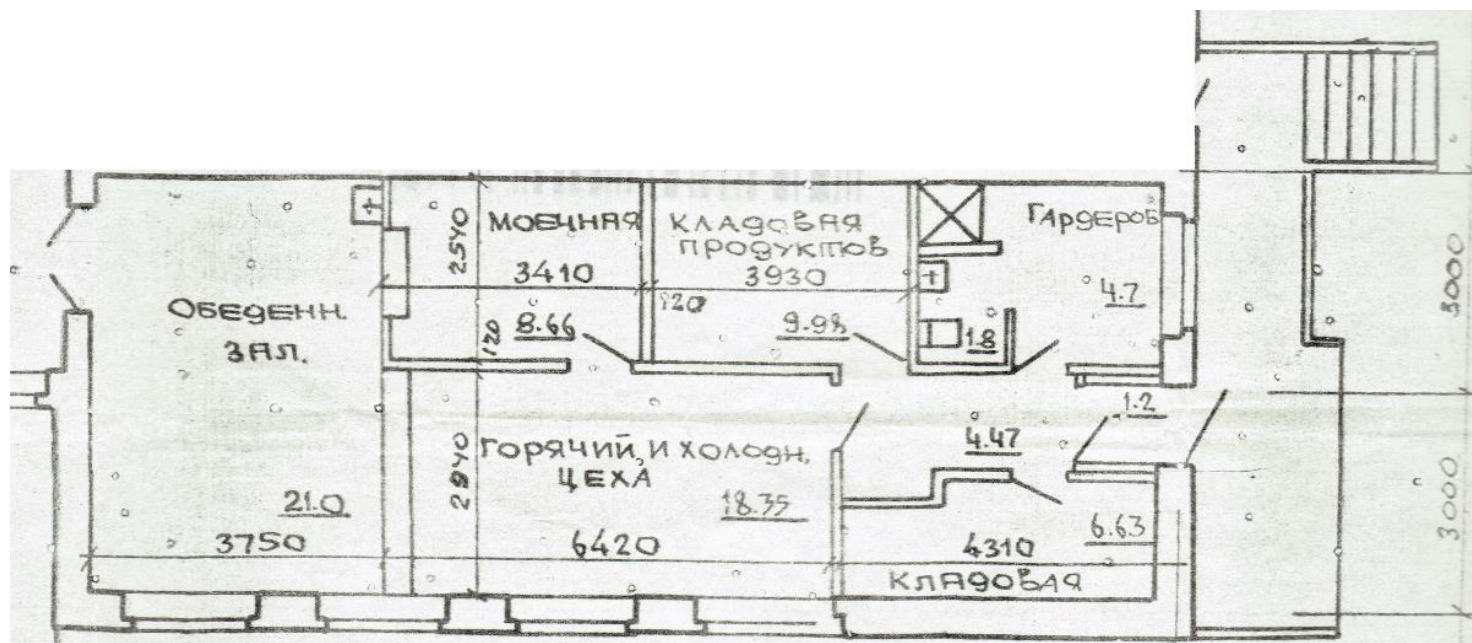 МОЕЧНАЯ
КЛАДОВАЯ
ПРОДУКТОВ
ГАРДЕРОБ
2540
3410
3930
120
4.7
3000
ОБЕДЕНН.
ЗАЛ.
120
8.66
9.98
1.8
1.2
4.47
ГОРЯЧИЙ, И ХОЛОДН.
ЦЕХА
2940
21.0
18.35
6.63
3000
3750
6420
4310
КЛАДОВАЯ